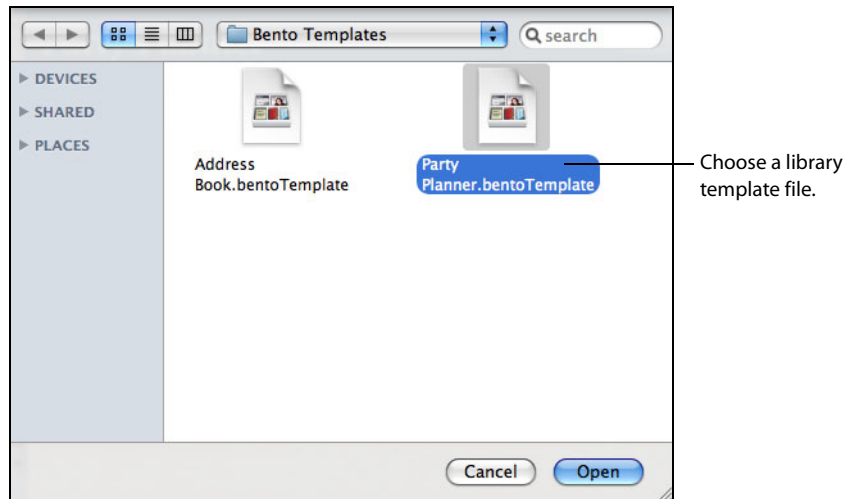 Bento Templates
search
DEVICES
SHARED
PLACES
Address
Book.bentoTemplate
Party
Planner.bentoTemplate
Choose a library
template file.
Cancel
Open